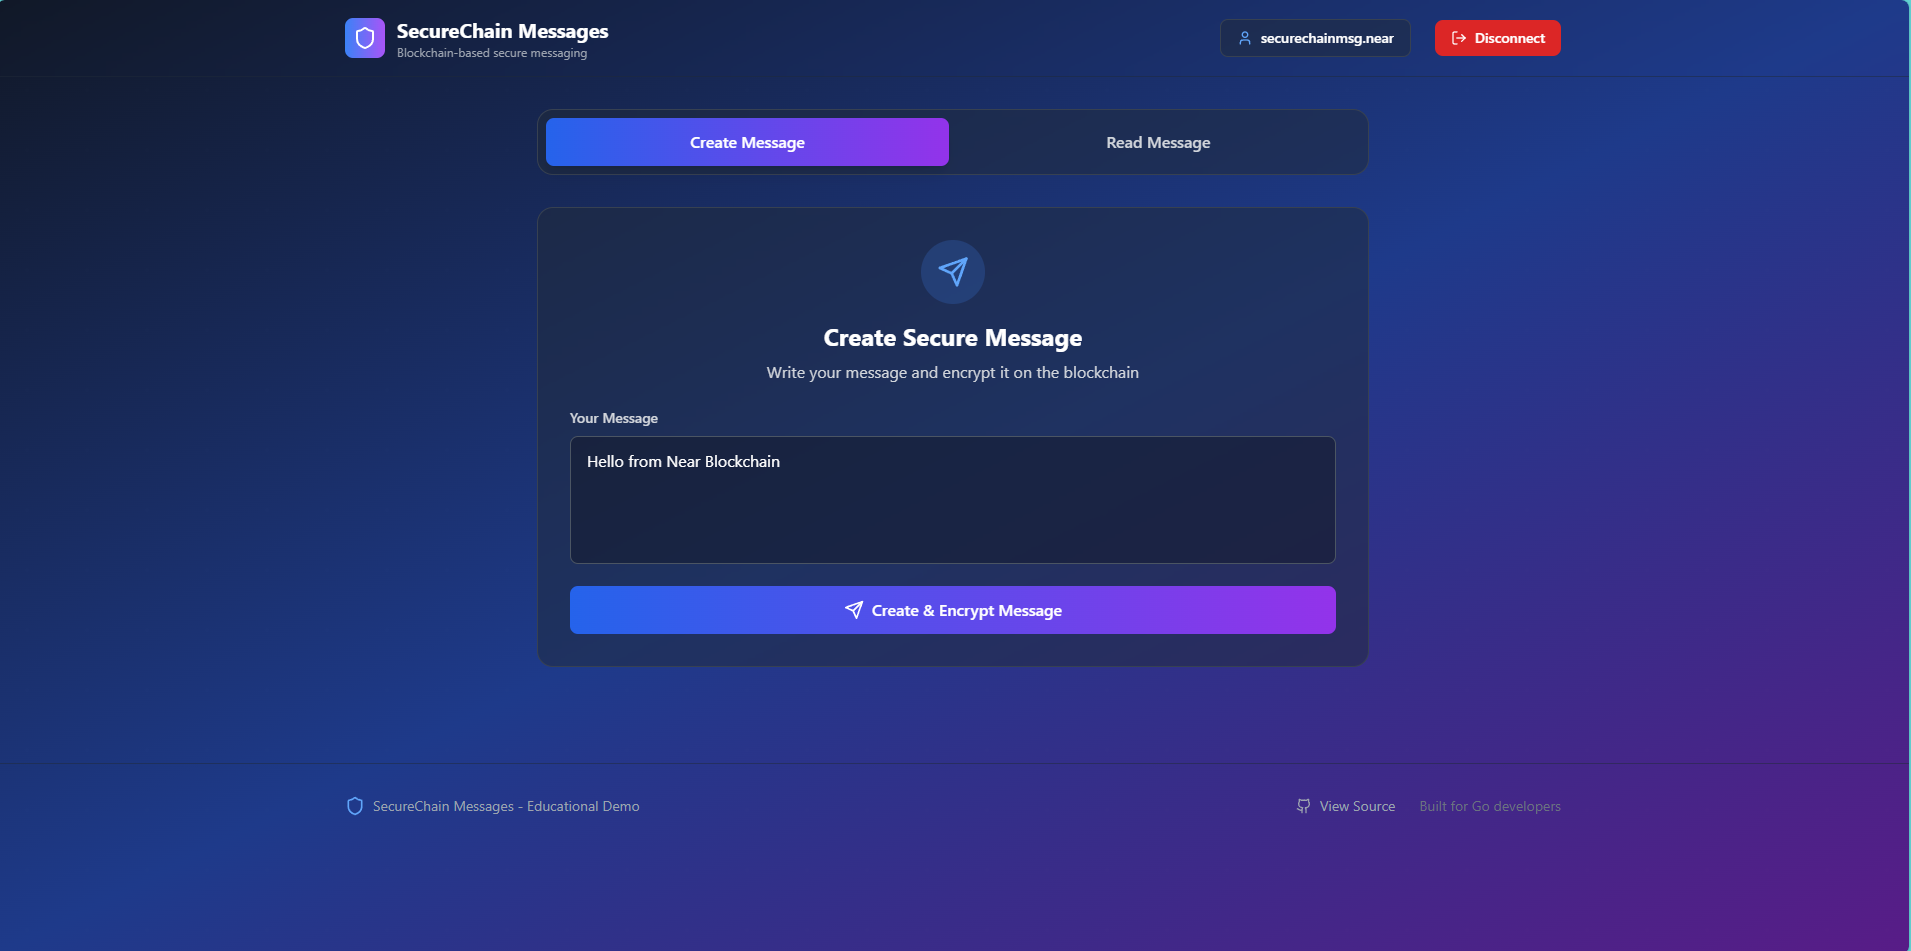 SecureChain Messages
Blockchain-based secure messaging
securechainmsg.near
Disconnect
Create Message
Read Message
Create Secure Message
Write your message and encrypt it on the blockchain
Your Message
Hello from Near Blockchain
Create & Encrypt Message
SecureChain Messages - Educational Demo
View Source
Built for Go developers